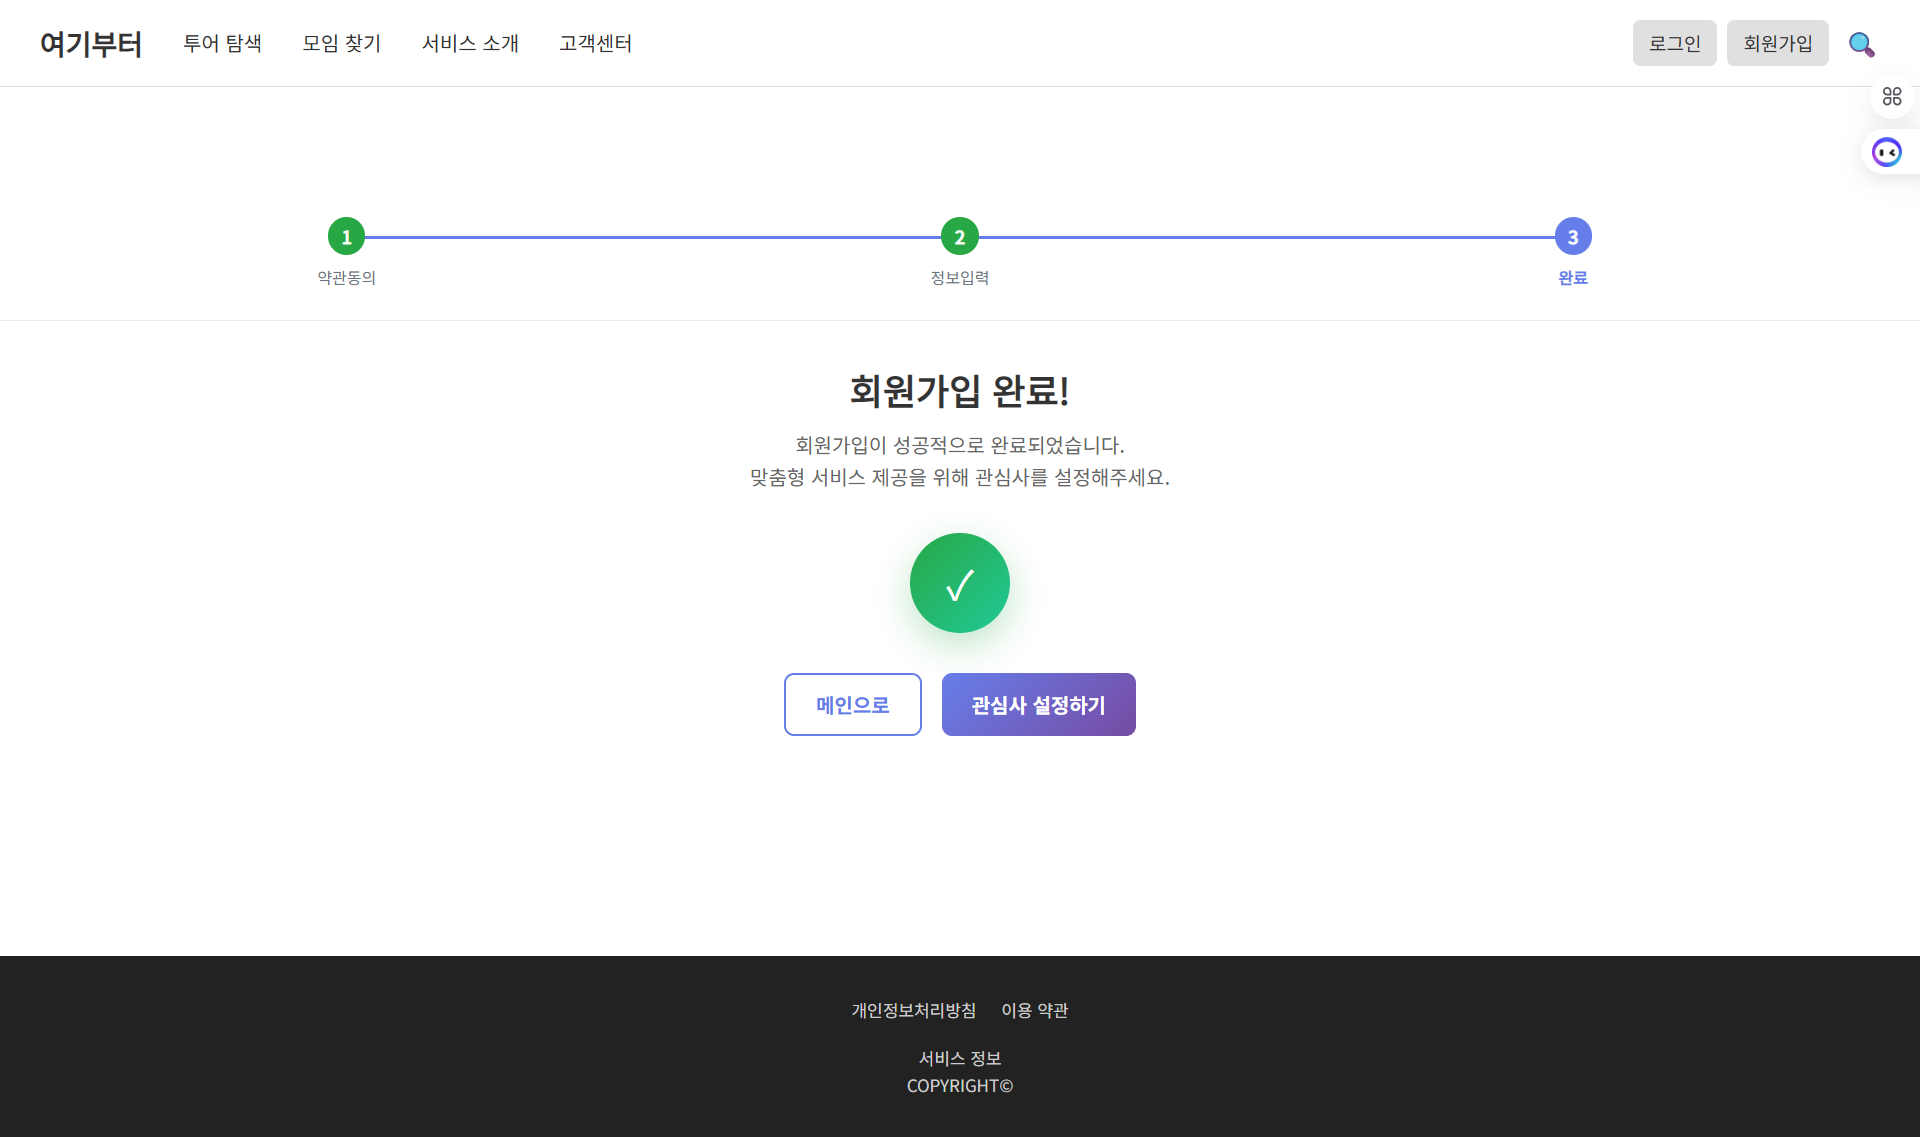 여기부터 투어 탐색 모임 찾기 서비스 소개 고객센터 로그인 회원가입
1 2 3
약관동의 정보입력 완료
회원가입 완료!
회원가입이 성공적으로 완료되었습니다.
맞춤형 서비스 제공을 위해 관심사를 설정해주세요.
메인으로 관심사 설정하기
개인정보처리방침 이용 약관
서비스 정보
COPYRIGHT©